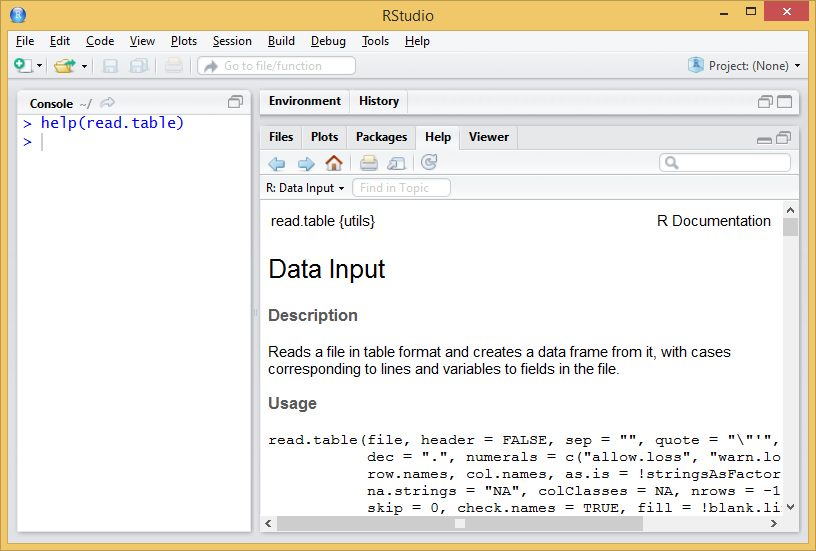 RStudio
File Edit Code View Plots Session Build Debug Tools Help
Go to file/function Project: (None)
Console ~/
> help(read.table)
>
Environment History
Files Plots Packages Help Viewer
R: Data Input Find in Topic
read.table {utils} R Documentation
Data Input
Description
Reads a file in table format and creates a data frame from it, with cases
corresponding to lines and variables to fields in the file.
Usage
read.table(file, header = FALSE, sep = "", quote = "\"'",
dec = ".", numerals = c("allow.loss", "warn.lo
row.names, col.names, as.is = !stringsAsFactor
na.strings = "NA", colClasses = NA, nrows = -1
skip = 0, check.names = TRUE, fill = !blank.li